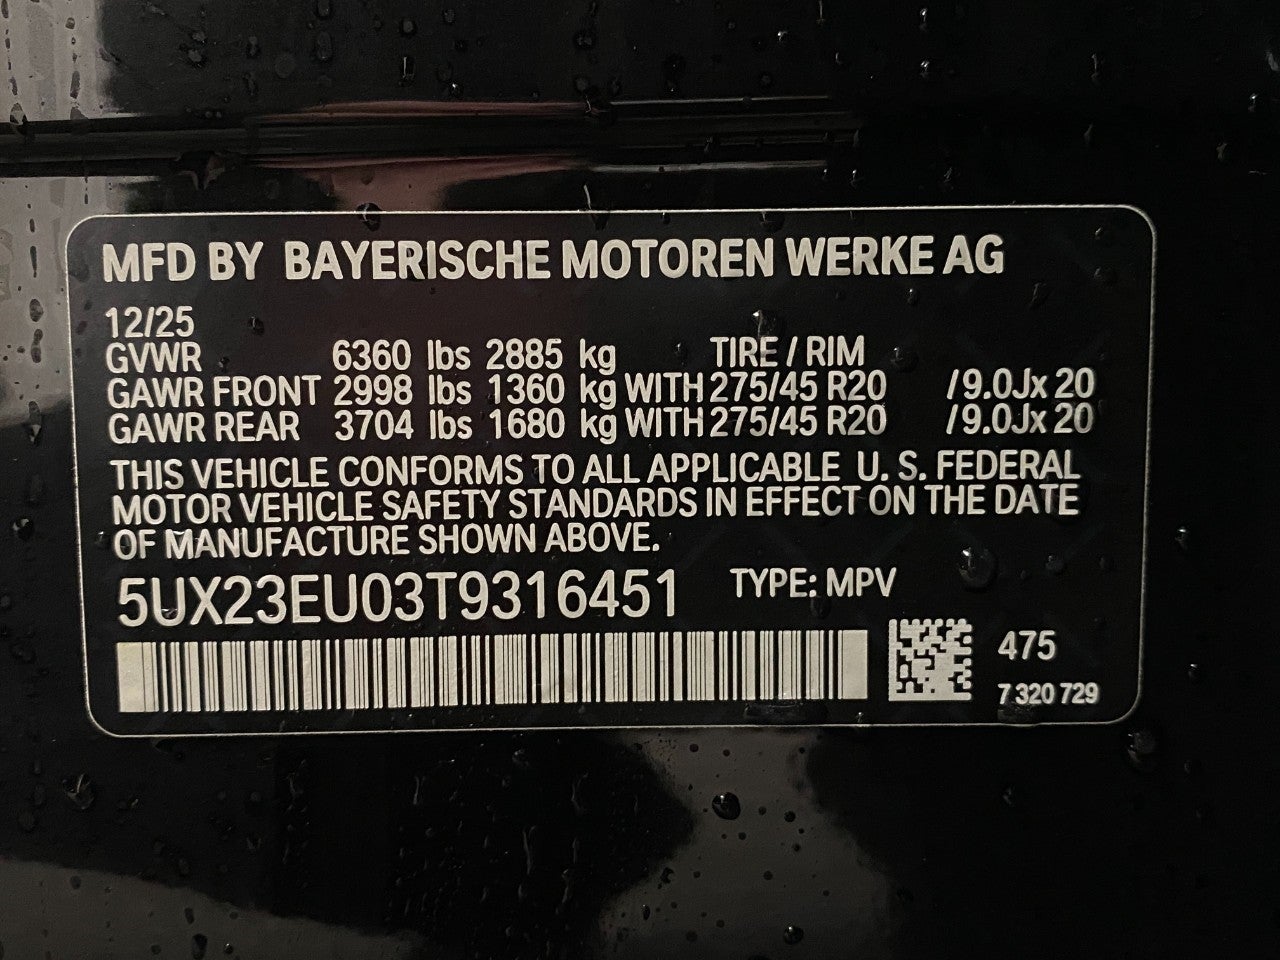 MFD BY BAYERISCHE MOTOREN WERKE AG
12/25
GVWR 6360 lbs 2885 kg TIRE / RIM
GAWR FRONT 2998 lbs 1360 kg WITH 275/45 R20 /9.0Jx 20
GAWR REAR 3704 lbs 1680 kg WITH 275/45 R20 /9.0Jx 20
THIS VEHICLE CONFORMS TO ALL APPLICABLE U. S. FEDERAL
MOTOR VEHICLE SAFETY STANDARDS IN EFFECT ON THE DATE
OF MANUFACTURE SHOWN ABOVE.
5UX23EU03T9316451 TYPE: MPV
475
7 320 729